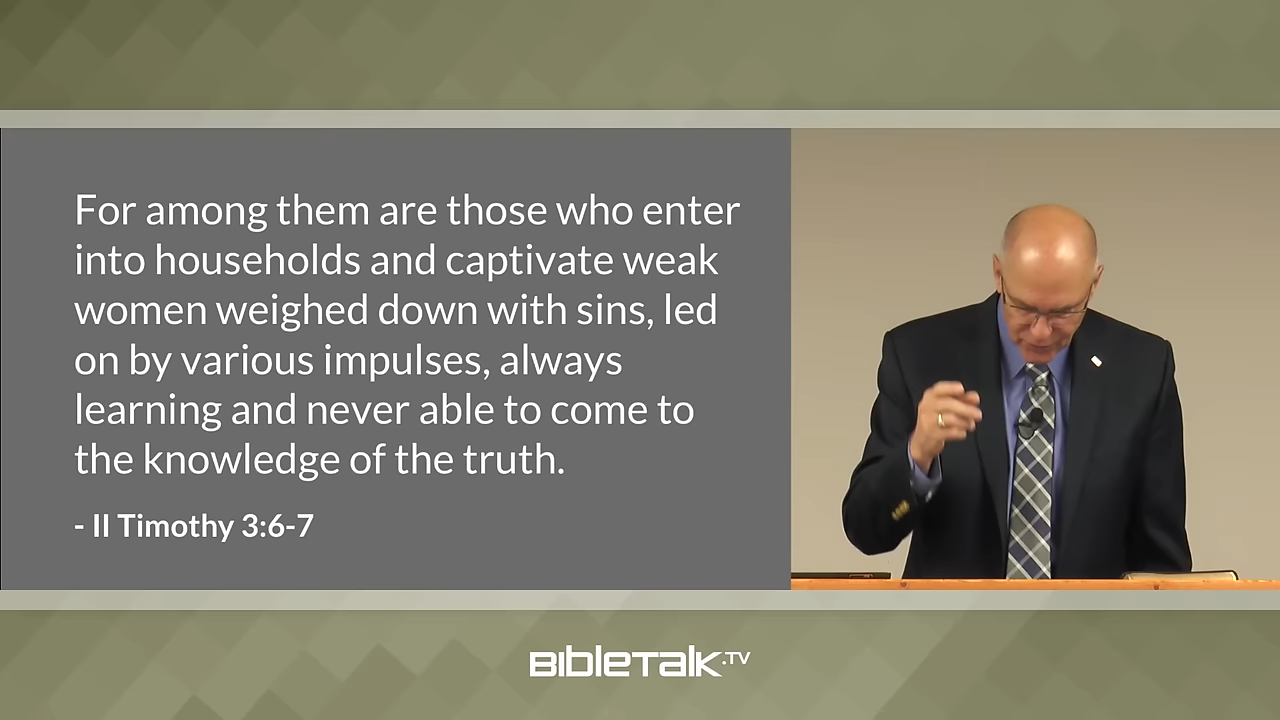 For among them are those who enter
into households and captivate weak
women weighed down with sins, led
on by various impulses, always
learning and never able to come to
the knowledge of the truth.
- II Timothy 3:6-7
BibleTalk.TV